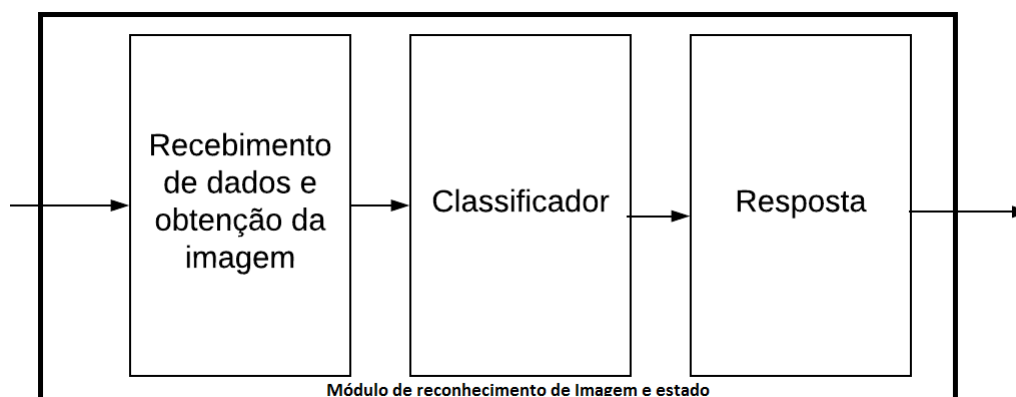 Recebimento
de dados e
obtenção da
imagem
Classificador
Resposta
Módulo de reconhecimento de Imagem e estado